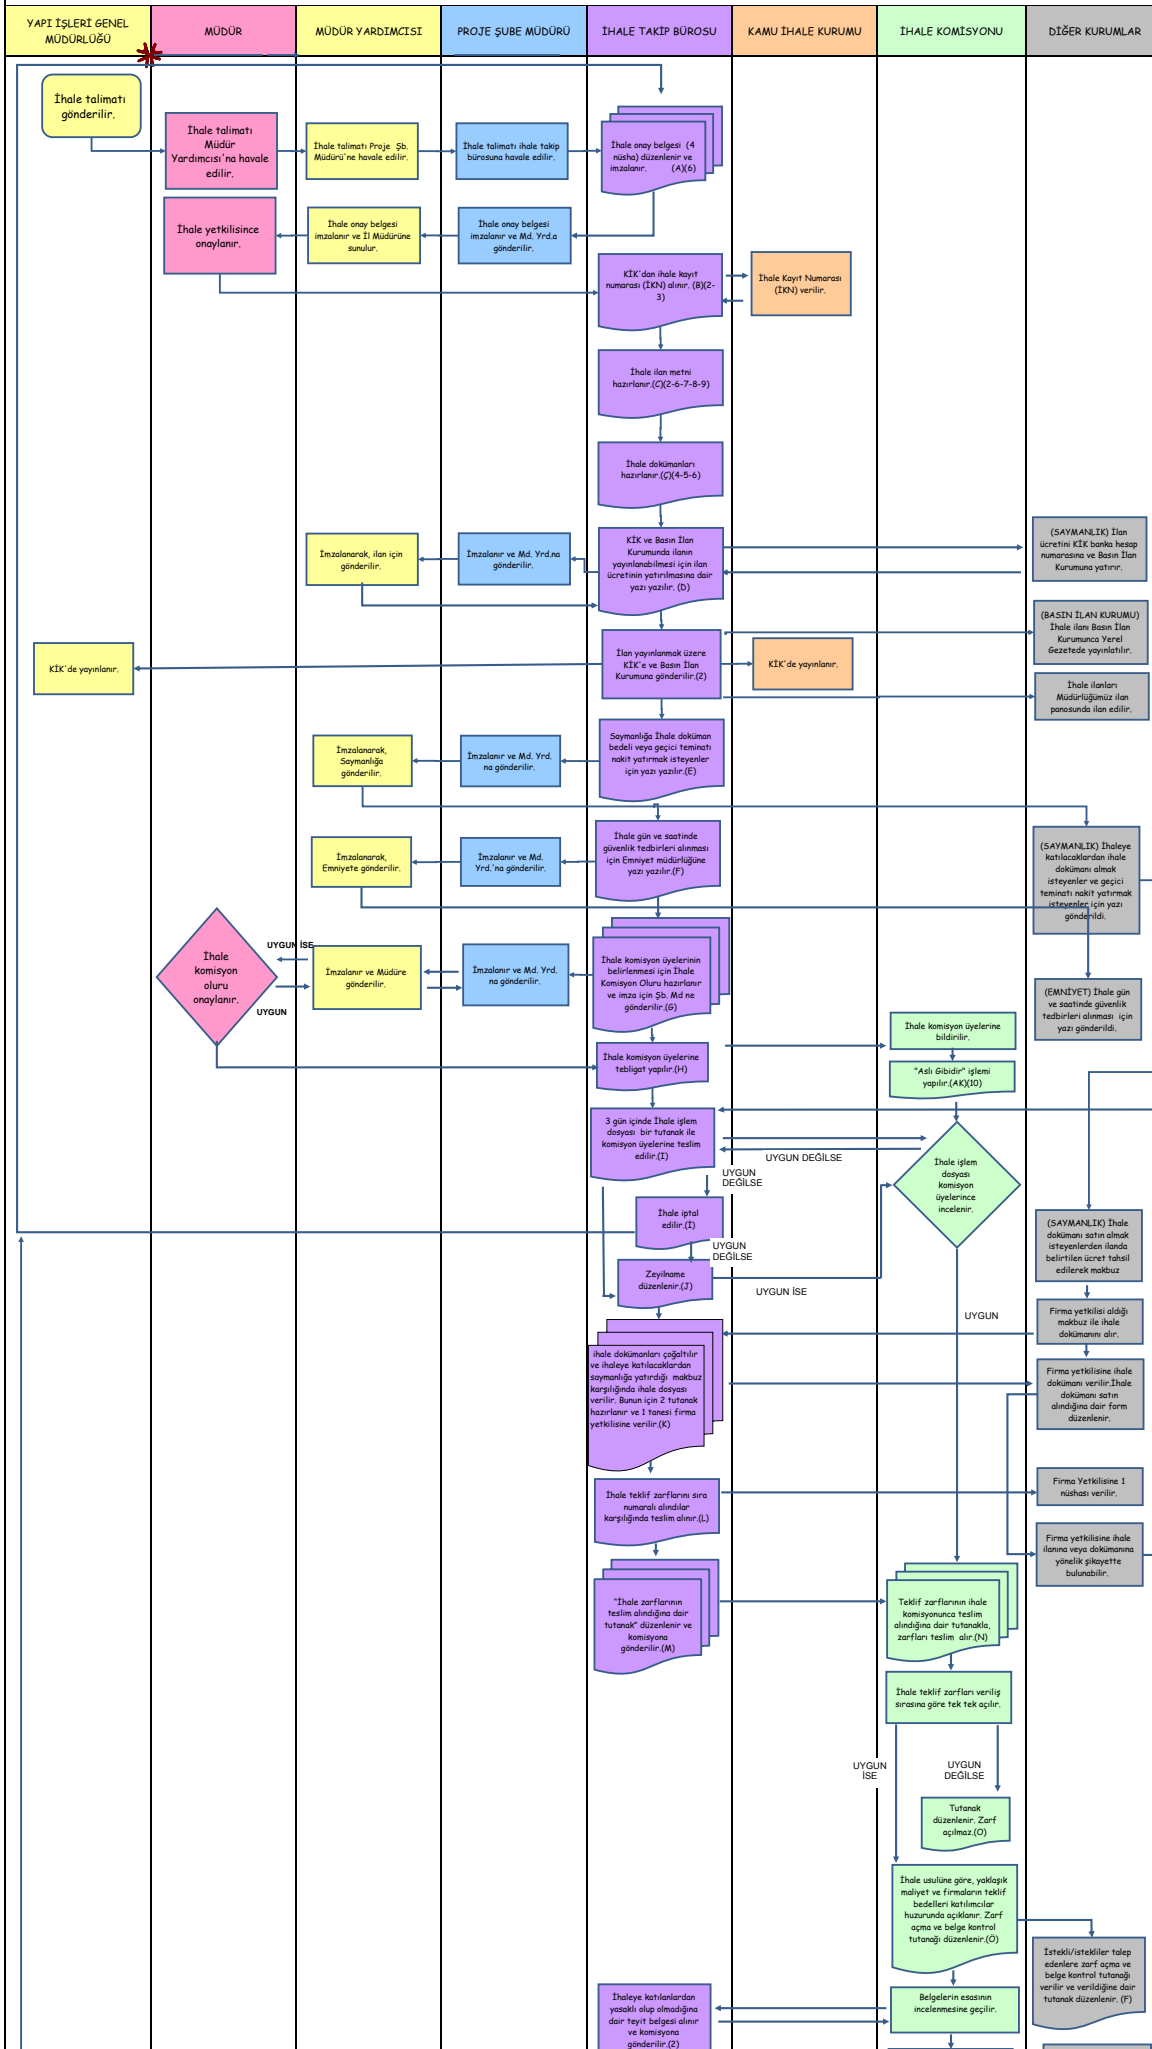 YAPI İŞLERİ GENEL
MÜDÜRLÜĞÜ
MÜDÜR
MÜDÜR YARDIMCISI
PROJE ŞUBE MÜDÜRÜ
İHALE TAKİP BÜROSU
KAMU İHALE KURUMU
İHALE KOMİSYONU
DİĞER KURUMLAR
İhale talimatı
gönderilir.
İhale talimatı
Müdür
Yardımcısı'na havale
edilir.
İhale talimatı Proje Şb.
Müdürü'ne havale edilir.
İhale talimatı ihale takip
bürosuna havale edilir.
İhale onay belgesi (4
nüsha) düzenlenir ve
imzalanır. (A)(6)
İhale yetkilisince
onaylanır.
İhale onay belgesi
imzalanır ve İl Müdürüne
sunulur.
İhale onay belgesi
imzalanır ve Md. Yrd.a
gönderilir.
KİK'dan ihale kayıt
numarası (İKN) alınır. (B)(2-
3)
İhale Kayıt Numarası
(İKN) verilir.
İhale ilan metni
hazırlanır.(C)(2-6-7-8-9)
İhale dokümanları
hazırlanır.(Ç)(4-5-6)
İmzalanarak, ilan için
gönderilir.
İmzalanır ve Md. Yrd.na
gönderilir.
KİK ve Basın İlan
Kurumunda ilanın
yayınlanabilmesi için ilan
ücretinin yatırılmasına dair
yazı yazılır. (D)
(SAYMANLIK) İlan
ücretini KİK banka hesap
numarasına ve Basın İlan
Kurumuna yatırır.
KİK'de yayınlanır.
İlan yayınlanmak üzere
KİK'e ve Basın İlan
Kurumuna gönderilir.(2)
KİK'de yayınlanır.
(BASIN İLAN KURUMU)
İhale ilanı Basın İlan
Kurumunca Yerel
Gezetede yayınlatılır.
İhale ilanları
Müdürlüğümüz ilan
panosunda ilan edilir.
İmzalanarak,
Saymanlığa
gönderilir.
İmzalanır ve Md. Yrd.
na gönderilir.
Saymanlığa İhale doküman
bedeli veya geçici teminatı
nakit yatırmak isteyenler
için yazı yazılır.(E)
İmzalanarak,
Emniyete gönderilir.
İmzalanır ve Md.
Yrd.'na gönderilir.
İhale gün ve saatinde
güvenlik tedbirleri alınması
için Emniyet müdürlüğüne
yazı yazılır.(F)
(SAYMANLIK) İhaleye
katılacaklardan ihale
dokümanı almak
isteyenler ve geçici
teminatı nakit yatırmak
isteyenler için yazı
gönderildi.
İhale
komisyon
oluru
onaylanır.
UYGUN İSE
UYGUN
İmzalanır ve Müdüre
gönderilir.
İmzalanır ve Md. Yrd.
na gönderilir.
İhale komisyon üyelerinin
belirlenmesi için İhale
Komisyon Oluru hazırlanır
ve imza için Şb. Md ne
gönderilir.(G)
(EMNİYET) İhale gün
ve saatinde güvenlik
tedbirleri alınması için
yazı gönderildi.
İhale komisyon üyelerine
bildirilir.
İhale komisyon üyelerine
tebligat yapılır.(H)
"Aslı Gibidir" işlemi
yapılır.(AK)(10)
3 gün içinde İhale işlem
dosyası bir tutanak ile
komisyon üyelerine teslim
edilir.(I)
UYGUN DEĞİLSE
UYGUN
DEĞİLSE
İhale işlem
dosyası
komisyon
üyelerince
incelenir.
İhale iptal
edilir.(İ)
UYGUN
DEĞİLSE
Zeyilname
düzenlenir.(J)
UYGUN İSE
UYGUN
(SAYMANLIK) İhale
dokümanı satın almak
isteyenlerden ilanda
belirtilen ücret tahsil
edilerek makbuz
Firma yetkilisi aldığı
makbuz ile ihale
dokümanını alır.
ihale dokümanları çoğaltılır
ve ihaleye katılacaklardan
saymanlığa yatırdığı makbuz
karşılığında ihale dosyası
verilir. Bunun için 2 tutanak
hazırlanır ve 1 tanesi firma
yetkilisine verilir.(K)
Firma yetkilisine ihale
dokümanı verilir.İhale
dokümanı satın
alındığına dair form
düzenlenir.
İhale teklif zarflarını sıra
numaralı alındılar
karşılığında teslim alınır.(L)
Firma Yetkilisine 1
nüshası verilir.
Firma yetkilisine ihale
ilanına veya dokümanına
yönelik şikayette
bulunabilir.
"İhale zarflarının
teslim alındığına dair
tutanak" düzenlenir ve
komisyona
gönderilir.(M)
Teklif zarflarının ihale
komisyonunca teslim
alındığına dair tutanakla,
zarfları teslim alır.(N)
İhale teklif zarfları veriliş
sırasına göre tek tek açılır.
UYGUN
İSE
UYGUN
DEĞİLSE
Tutanak
düzenlenir. Zarf
açılmaz.(O)
İhale usulüne göre, yaklaşık
maliyet ve firmaların teklif
bedelleri katılımcılar
huzurunda açıklanır. Zarf
açma ve belge kontrol
tutanağı düzenlenir.(Ö)
İstekli/istekliler talep
edenlere zarf açma ve
belge kontrol tutanağı
verilir ve verildiğine dair
tutanak düzenlenir. (F)
İhaleye katılanlardan
yasaklı olup olmadığına
dair teyit belgesi alınır
ve komisyona
gönderilir.(2)
Belgelerin esasının
incelenmesine geçilir.